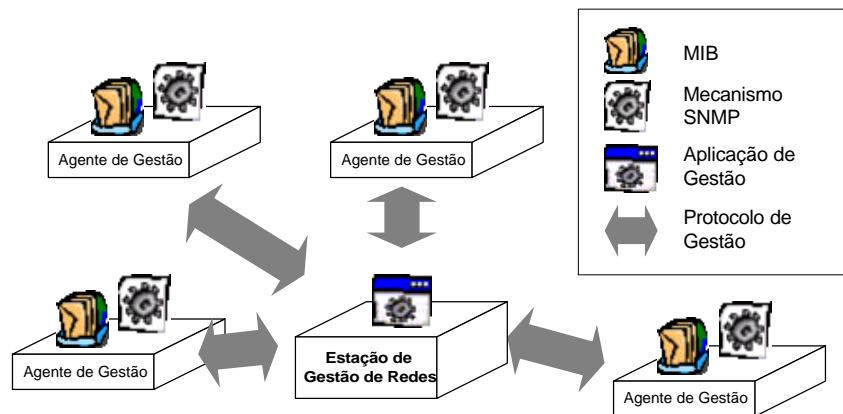 MIB
Mecanismo
SNMP
Aplicação de
Gestão
Protocolo de
Gestão
Agente de Gestão
Agente de Gestão
Agente de Gestão
Estação de
Gestão de Redes
Agente de Gestão